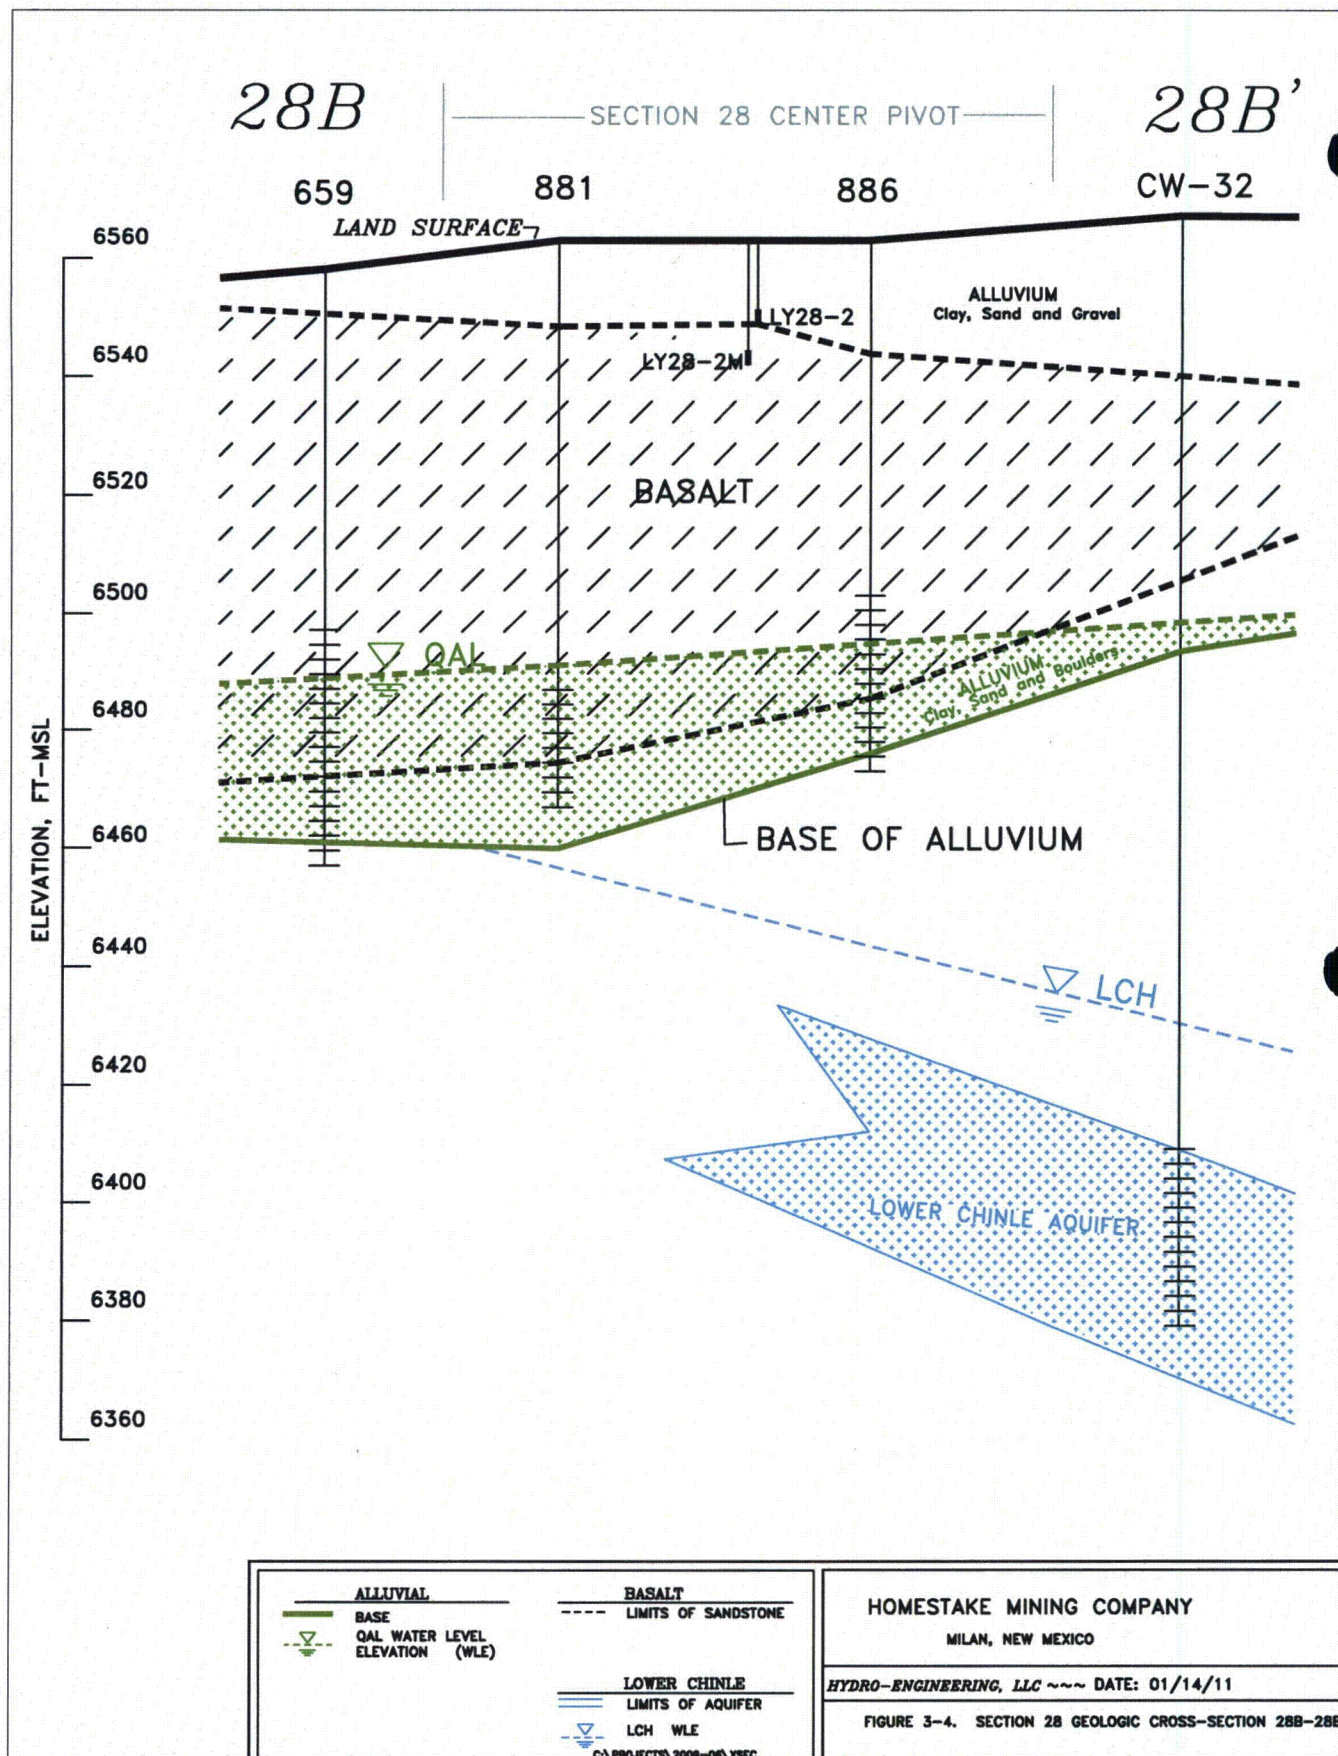 28B
SECTION 28 CENTER PIVOT
28B'
659
881
886
CW-32
LAND SURFACE
6560
ALLUVIUM
Clay, Sand and Gravel
LY28-2
6540
LY28-2M
6520
BASALT
6500
QAL
ALLUVIUM
Clay, Sand and Boulders
6480
ELEVATION, FT-MSL
6460
BASE OF ALLUVIUM
6440
LCH
6420
6400
LOWER CHINLE AQUIFER
6380
6360
ALLUVIAL
BASE
QAL WATER LEVEL
ELEVATION (WLE)
BASALT
LIMITS OF SANDSTONE
LOWER CHINLE
LIMITS OF AQUIFER
LCH WLE
HOMESTAKE MINING COMPANY
MILAN, NEW MEXICO
HYDRO-ENGINEERING, LLC ~~~ DATE: 01/14/11
FIGURE 3-4. SECTION 28 GEOLOGIC CROSS-SECTION 28B-28B